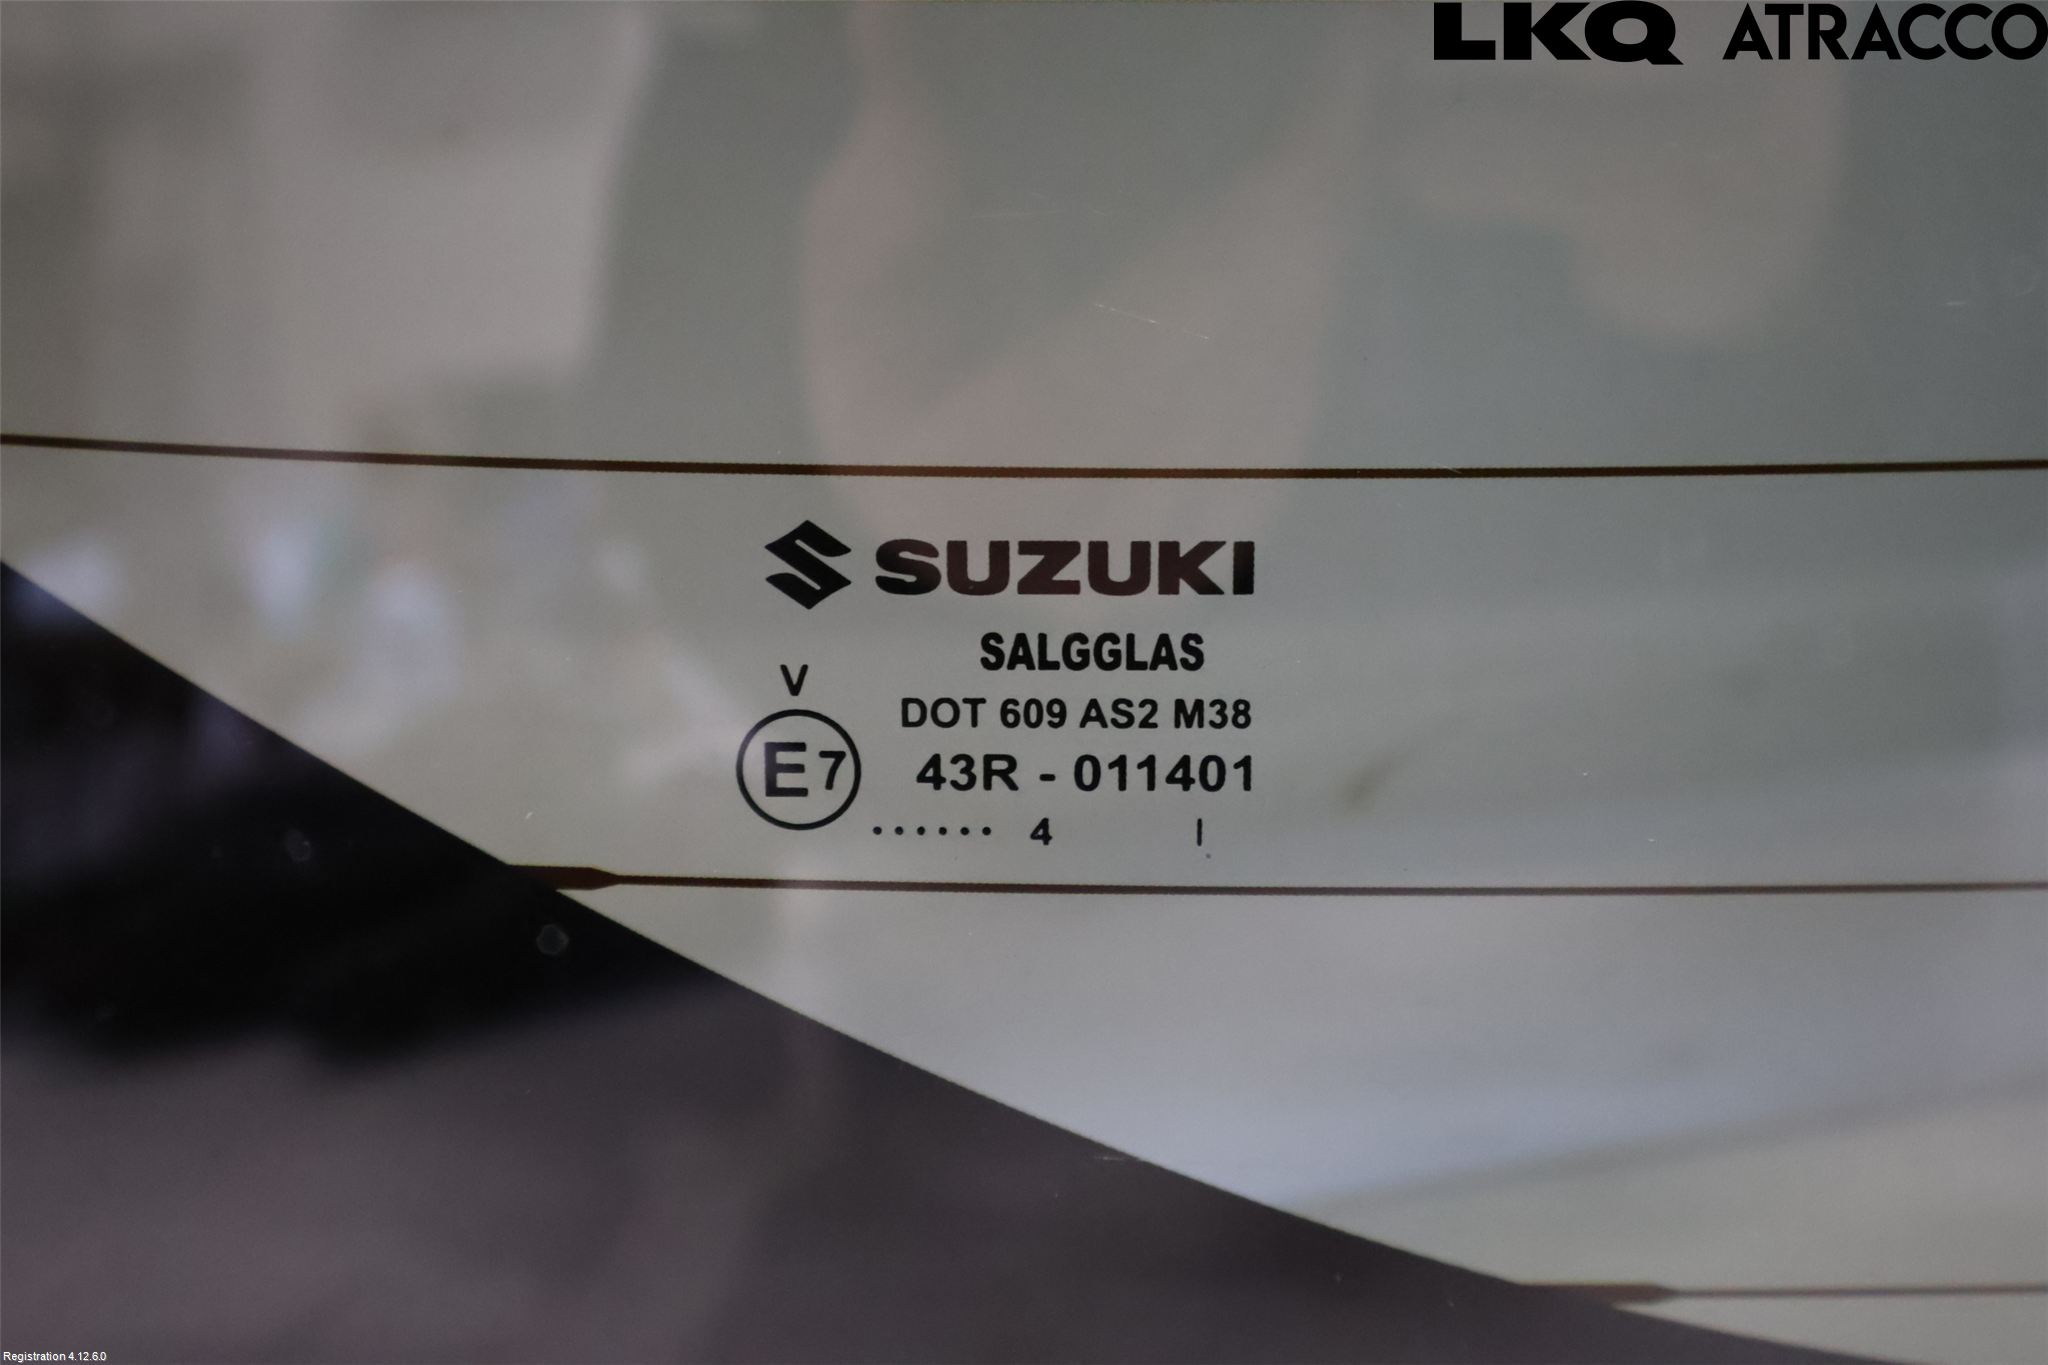 LKQ ATRACCO
SUZUKI
SALGGLAS
V
DOT 609 AS2 M38
E7
43R - 011401
...... 4 I
Registration 4.12.6.0